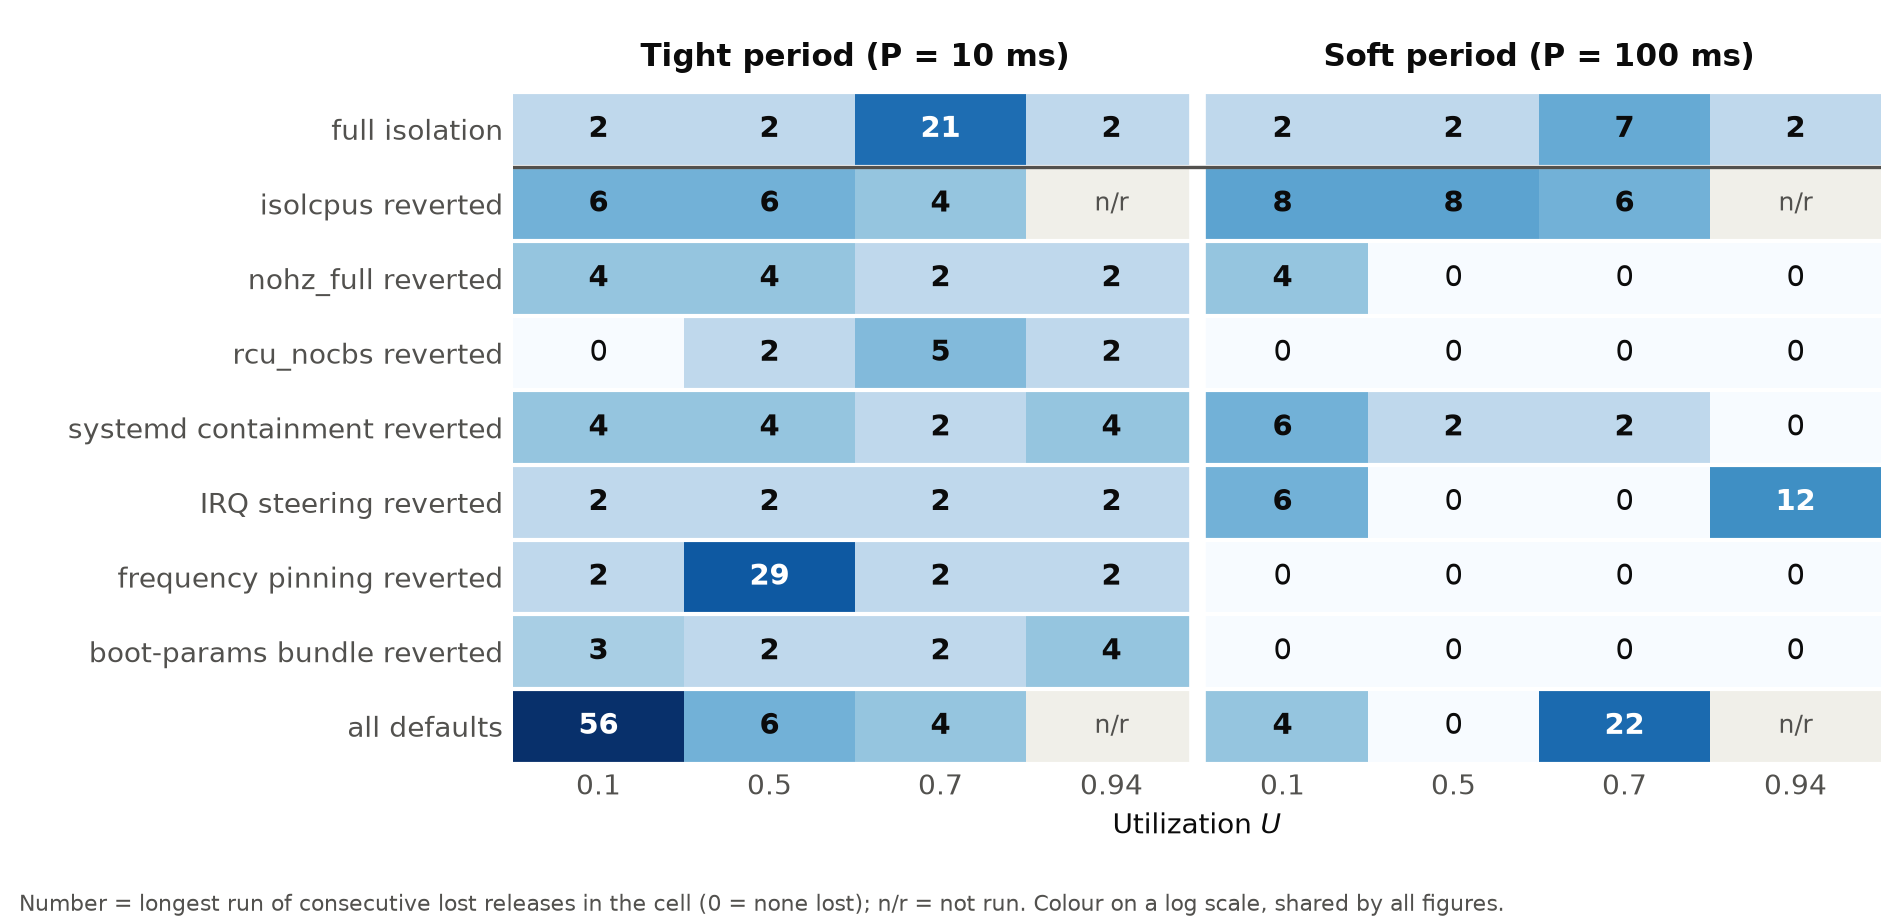 Tight period (P = 10 ms) Soft period (P = 100 ms)
full isolation 2 2 21 2 2 2 7 2
isolcpus reverted 6 6 4 n/r 8 8 6 n/r
nohz_full reverted 4 4 2 2 4 0 0 0
rcu_nocbs reverted 0 2 5 2 0 0 0 0
systemd containment reverted 4 4 2 4 6 2 2 0
IRQ steering reverted 2 2 2 2 6 0 0 12
frequency pinning reverted 2 29 2 2 0 0 0 0
boot-params bundle reverted 3 2 2 4 0 0 0 0
all defaults 56 6 4 n/r 4 0 22 n/r
0.1 0.5 0.7 0.94 0.1 0.5 0.7 0.94
Utilization U
Number = longest run of consecutive lost releases in the cell (0 = none lost); n/r = not run. Colour on a log scale, shared by all figures.